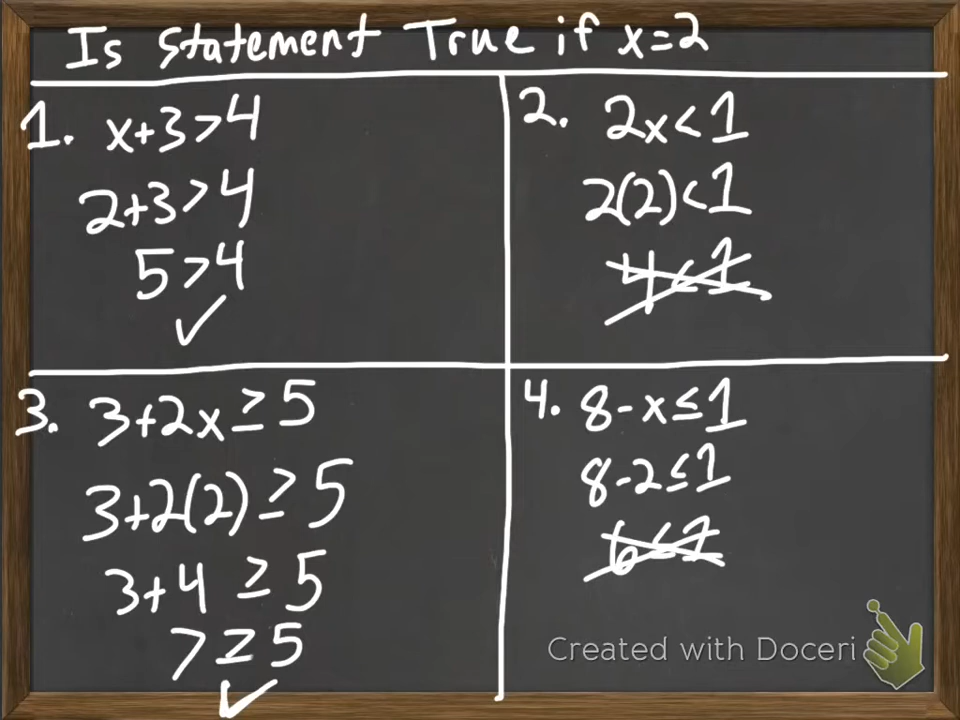 Is Statement True if x=2
1. x+3>4
2+3>4
5>4
2. 2x<1
2(2)<1
4<1
3. 3+2x≥5
3+2(2)≥5
3+4≥5
7≥5
4. 8-x≤1
8-2≤1
6≤1
Created with Doceri